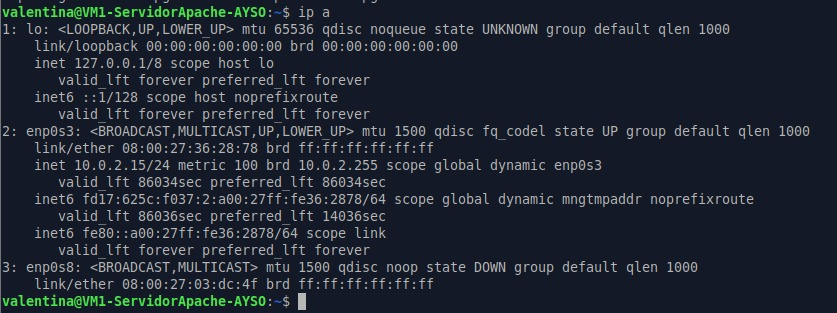 valentina@VM1-ServidorApache-AYSO:~$ ip a
1: lo: <LOOPBACK,UP,LOWER_UP> mtu 65536 qdisc noqueue state UNKNOWN group default qlen 1000
    link/loopback 00:00:00:00:00:00 brd 00:00:00:00:00:00
    inet 127.0.0.1/8 scope host lo
       valid_lft forever preferred_lft forever
    inet6 ::1/128 scope host noprefixroute
       valid_lft forever preferred_lft forever
2: enp0s3: <BROADCAST,MULTICAST,UP,LOWER_UP> mtu 1500 qdisc fq_codel state UP group default qlen 1000
    link/ether 08:00:27:36:28:78 brd ff:ff:ff:ff:ff:ff
    inet 10.0.2.15/24 metric 100 brd 10.0.2.255 scope global dynamic enp0s3
       valid_lft 86034sec preferred_lft 86034sec
    inet6 fd17:625c:f037:2:a00:27ff:fe36:2878/64 scope global dynamic mngtmpaddr noprefixroute
       valid_lft 86036sec preferred_lft 14036sec
    inet6 fe80::a00:27ff:fe36:2878/64 scope link
       valid_lft forever preferred_lft forever
3: enp0s8: <BROADCAST,MULTICAST> mtu 1500 qdisc noop state DOWN group default qlen 1000
    link/ether 08:00:27:03:dc:4f brd ff:ff:ff:ff:ff:ff
valentina@VM1-ServidorApache-AYSO:~$